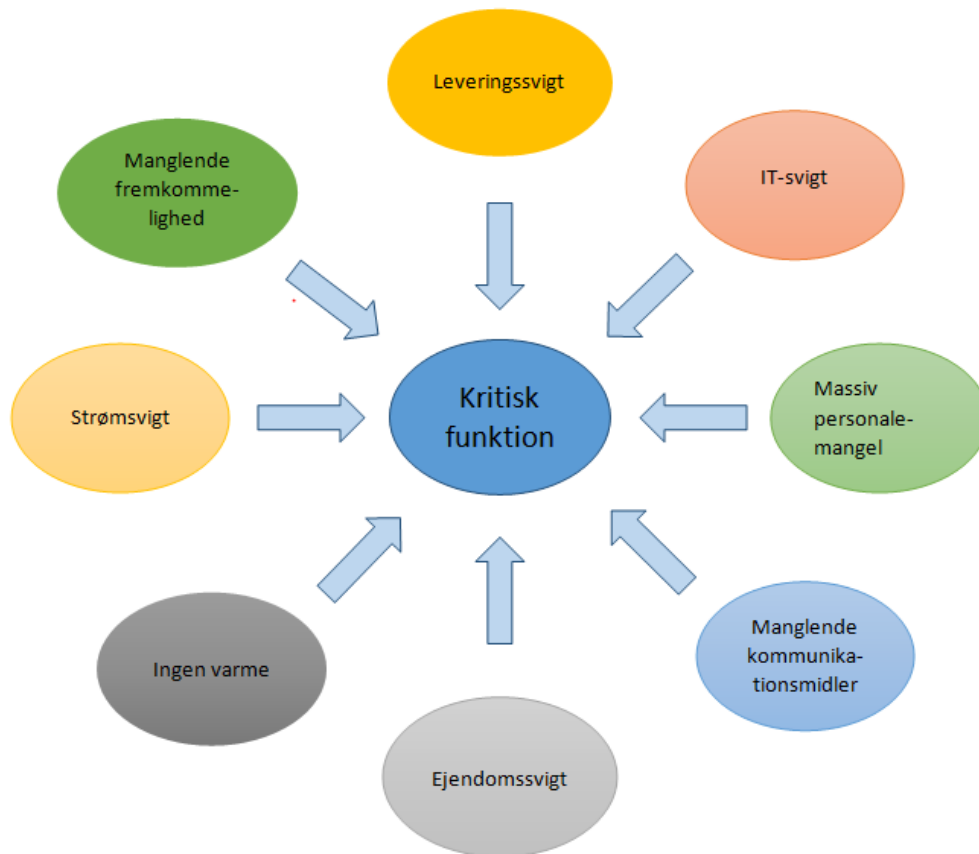 Leveringssvigt
IT-svigt
Massiv
personale-
mangel
Manglende
kommunika-
tionsmidler
Ejendomssvigt
Ingen varme
Strømsvigt
Manglende
fremkomme-
lighed
Kritisk
funktion